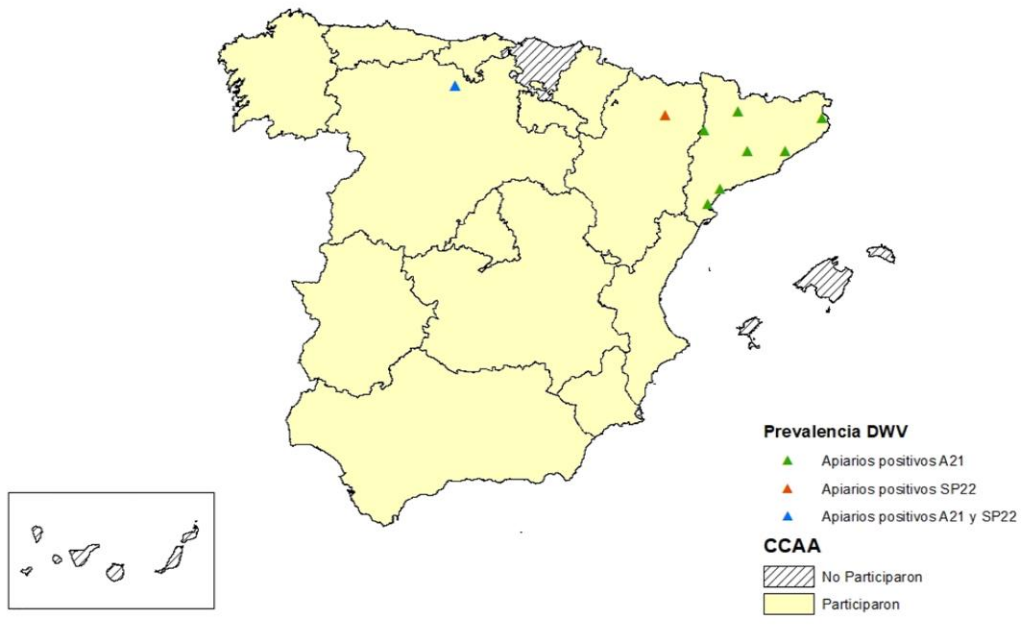 Prevalencia DWV
Apiarios positivos A21
Apiarios positivos SP22
Apiarios positivos A21 y SP22
CCAA
No Participaron
Participaron